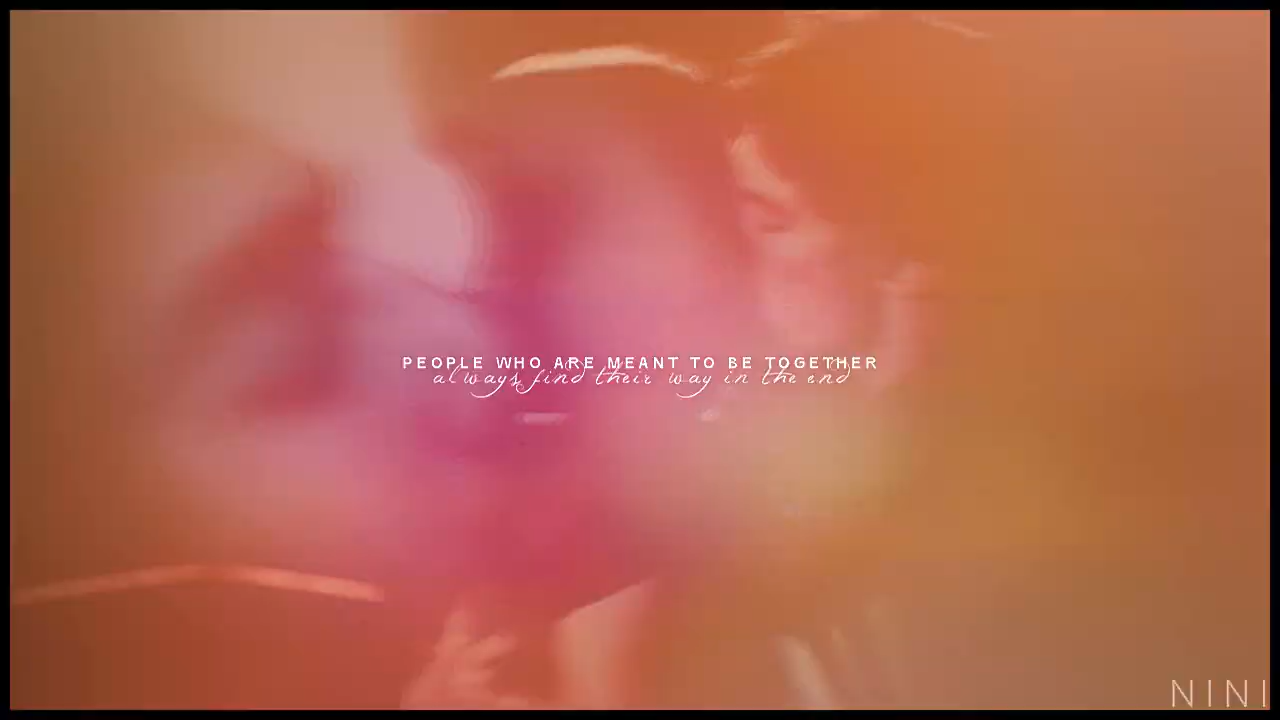 PEOPLE WHO ARE MEANT TO BE TOGETHER
always find their way in the end
NINI